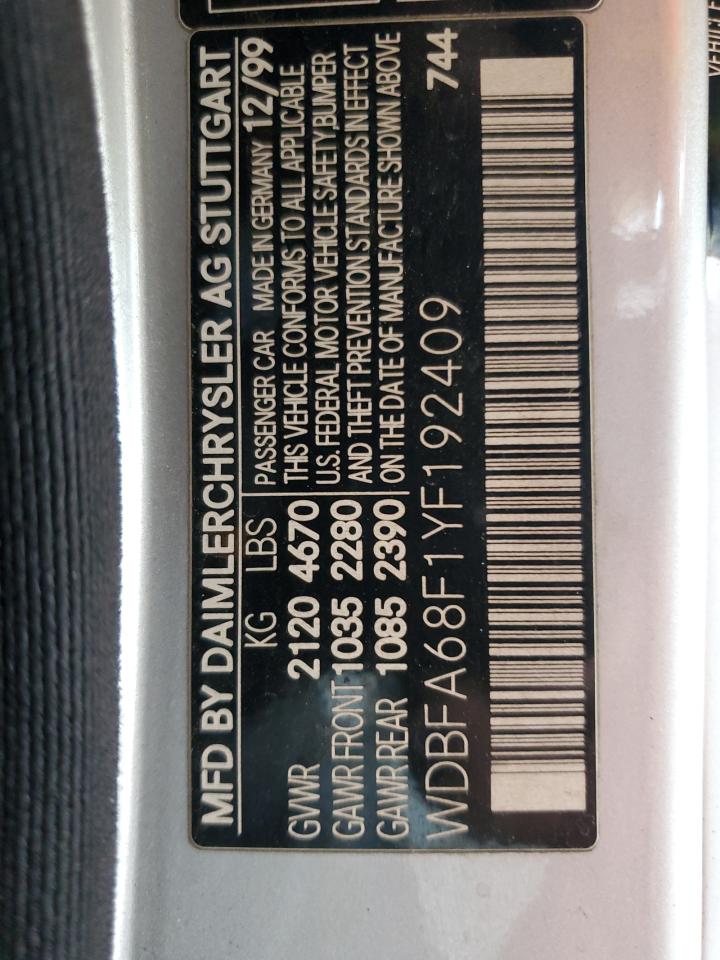 MFD BY DAIMLERCHRYSLER AG STUTTGART
KG LBS
GVWR 2120 4670
GAWR FRONT 1035 2280
GAWR REAR 1085 2390
PASSENGER CAR MADE IN GERMANY 12/99
THIS VEHICLE CONFORMS TO ALL APPLICABLE
U.S. FEDERAL MOTOR VEHICLE SAFETY,BUMPER
AND THEFT PREVENTION STANDARDS IN EFFECT
ON THE DATE OF MANUFACTURE SHOWN ABOVE
WDBFA68F1YF192409
744